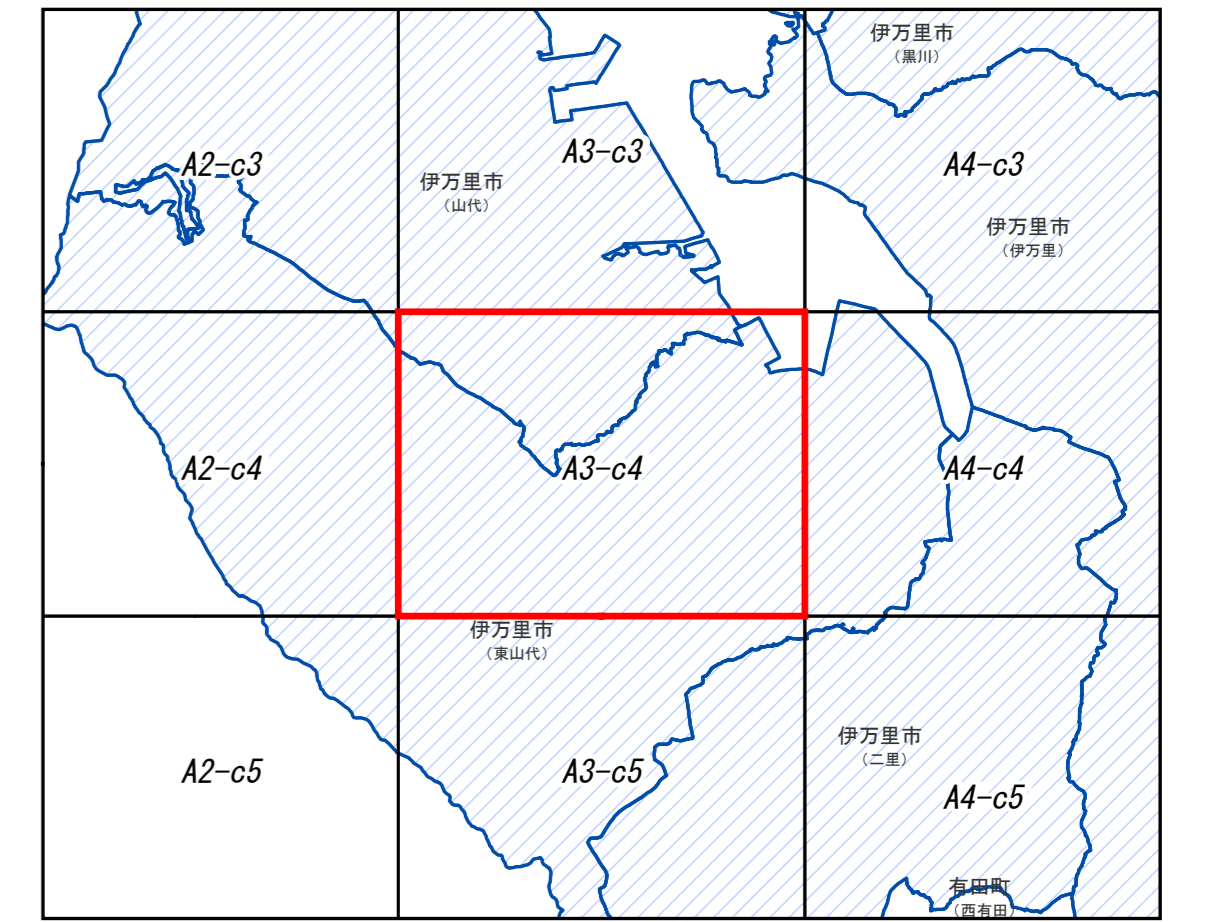 伊万里市
（黒川）
A2-c3
A3-c3
A4-c3
伊万里市
（山代）
伊万里市
（伊万里）
A2-c4
A3-c4
A4-c4
伊万里市
（東山代）
伊万里市
（二里）
A2-c5
A3-c5
A4-c5
有田町
（西有田）